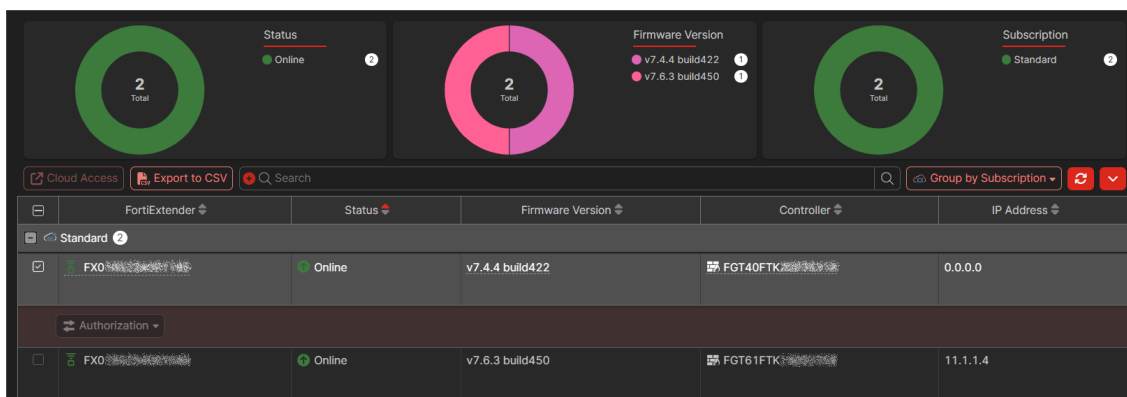 Status
Online 2
2
Total
Firmware Version
v7.4.4 build422 1
v7.6.3 build450 1
2
Total
Subscription
Standard 2
2
Total
Cloud Access
CSV Export to CSV
Search
Group by Subscription
FortiExtender Status Firmware Version Controller IP Address
Standard 2
FX0 Online v7.4.4 build422 FGT40FTK 0.0.0.0
Authorization
FX0 Online v7.6.3 build450 FGT61FTK 11.1.1.4